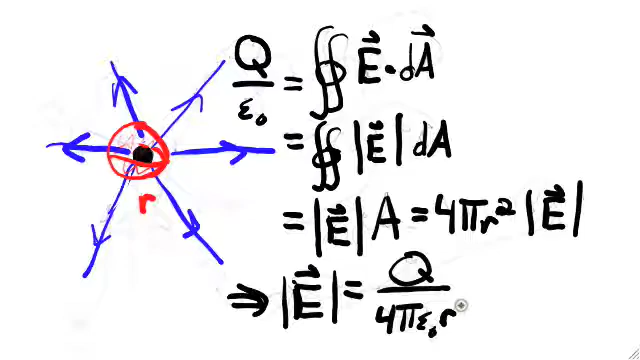 Q/ε₀ = ∯ E⃗ · dA⃗
= ∯ |E⃗| dA
r
= |E⃗| A = 4πr² |E⃗|
⇒ |E⃗| = Q/4πε₀r